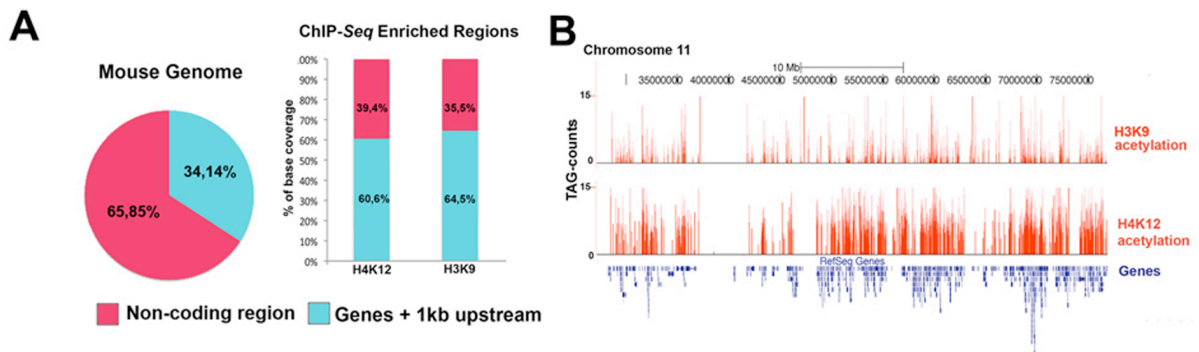 A
Mouse Genome
34,14%
65,85%
ChIP-Seq Enriched Regions
% of base coverage
100%
90%
80%
70%
60%
50%
40%
30%
20%
10%
0%
39,4%
35,5%
60,6%
64,5%
H4K12
H3K9
Non-coding region
Genes + 1kb upstream
B
Chromosome 11
10 Mb
35000000
40000000
45000000
50000000
55000000
60000000
65000000
70000000
75000000
TAG-counts
15
0
H3K9
acetylation
15
0
H4K12
acetylation
RefSeq Genes
Genes